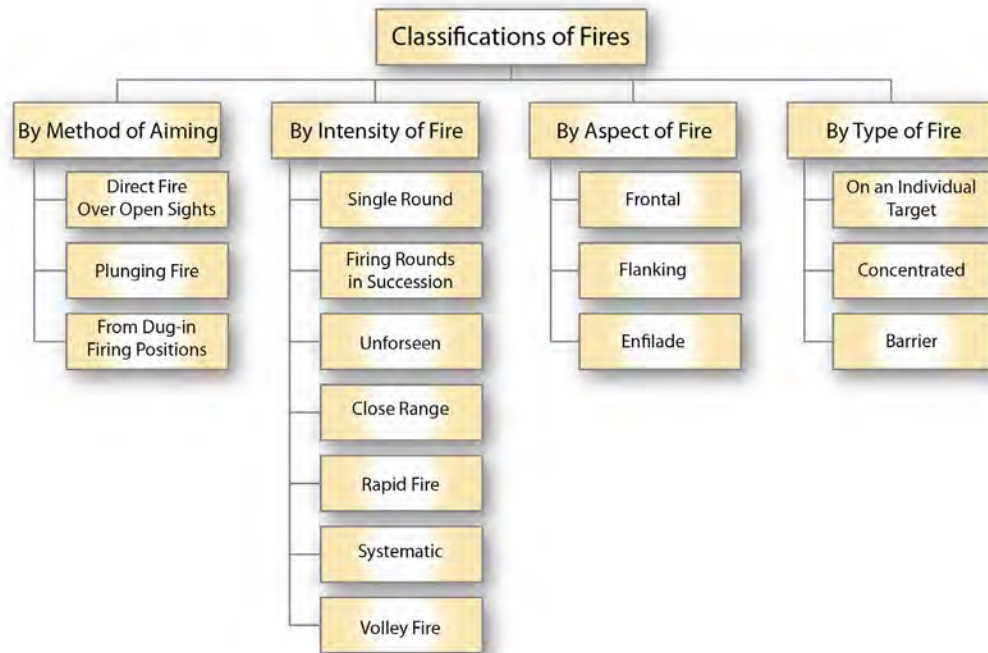 Classifications of Fires
By Method of Aiming
Direct Fire
Over Open Sights
Plunging Fire
From Dug-in
Firing Positions
By Intensity of Fire
Single Round
Firing Rounds
in Succession
Unforseen
Close Range
Rapid Fire
Systematic
Volley Fire
By Aspect of Fire
Frontal
Flanking
Enfilade
By Type of Fire
On an Individual
Target
Concentrated
Barrier